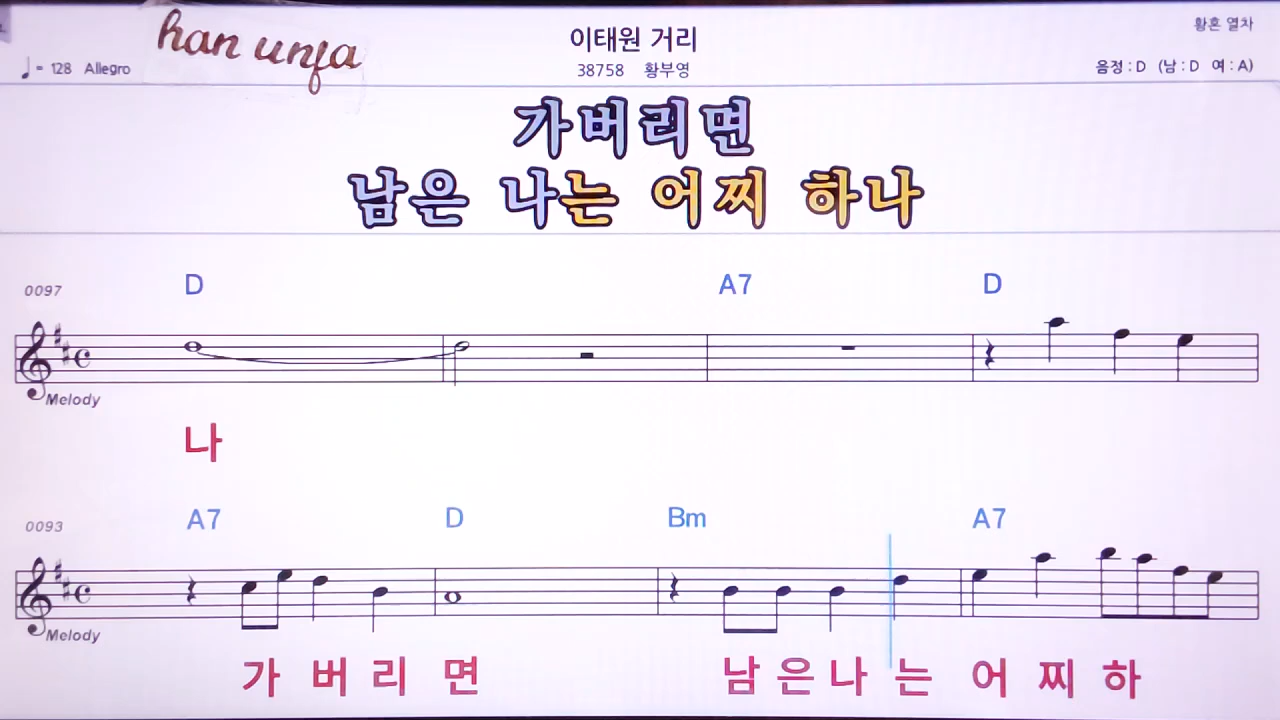 han unfa
이태원 거리
황혼 열차
♩= 128 Allegro
38758 황부영
음정 : D (남 : D 여 : A)
가버리면
남은 나는 어찌 하나
0097 D A7 D
Melody
나
0093 A7 D Bm A7
Melody
가 버 리 면 남 은 나 는 어 찌 하